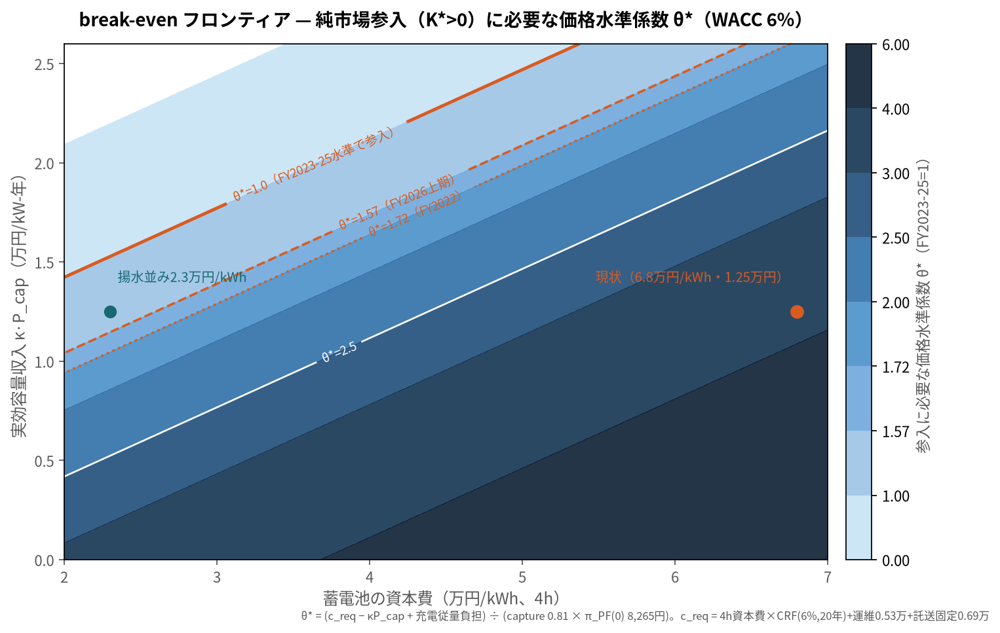 break-even フロンティア — 純市場参入（K*>0）に必要な価格水準係数 θ*（WACC 6%）
実効容量収入 κ·P_cap（万円/kW-年）
2.5
2.0
1.5
1.0
0.5
0.0
θ*=1.0（FY2023-25水準で参入）
θ*=1.57（FY2026上期）
θ*=1.72（FY2022）
揚水並み2.3万円/kWh
現状（6.8万円/kWh・1.25万円）
θ*=2.5
2
3
4
5
6
7
蓄電池の資本費（万円/kWh、4h）
6.00
4.00
3.00
2.50
2.00
1.72
1.57
1.00
0.00
参入に必要な価格水準係数 θ*（FY2023-25=1）
θ* = (c_req − κP_cap + 充電従量負担) ÷ (capture 0.81 × π_PF(0) 8,265円)。c_req = 4h資本費×CRF(6%,20年)+運維0.53万+託送固定0.69万